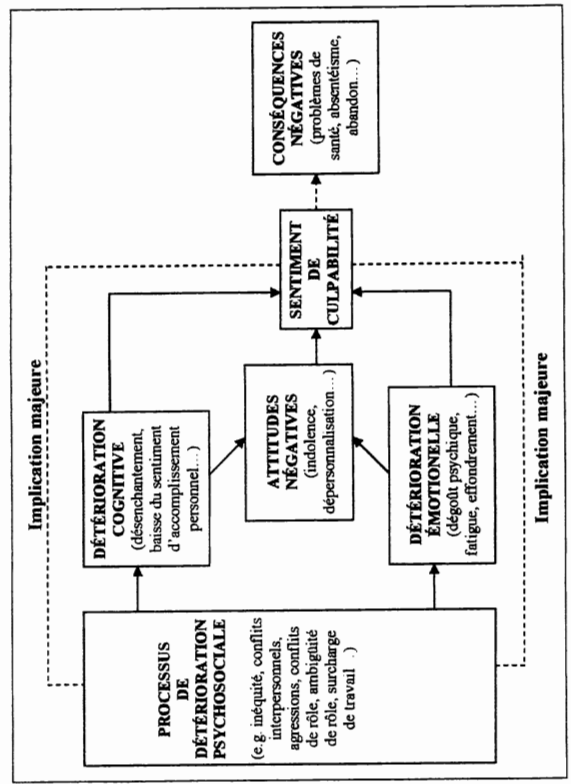 Implication majeure
PROCESSUS
DE
DÉTÉRIORATION
PSYCHOSOCIALE
(e.g. inéquité, conflits
interpersonnels,
agressions, conflits
de rôle, ambigüité
de rôle, surcharge
de travail . )
DÉTÉRIORATION
COGNITIVE
(désenchantement,
baisse du sentiment
d'accomplissement
personnel…)
ATTITUDES
NÉGATIVES
(indolence,
dépersonnalisation…)
DÉTÉRIORATION
ÉMOTIONELLE
(dégoût psychique,
fatigue, effondrement…)
SENTIMENT
DE
CULPABILITÉ
CONSÉQUENCES
NÉGATIVES
(problèmes de
santé, absentéisme,
abandon…)
Implication majeure